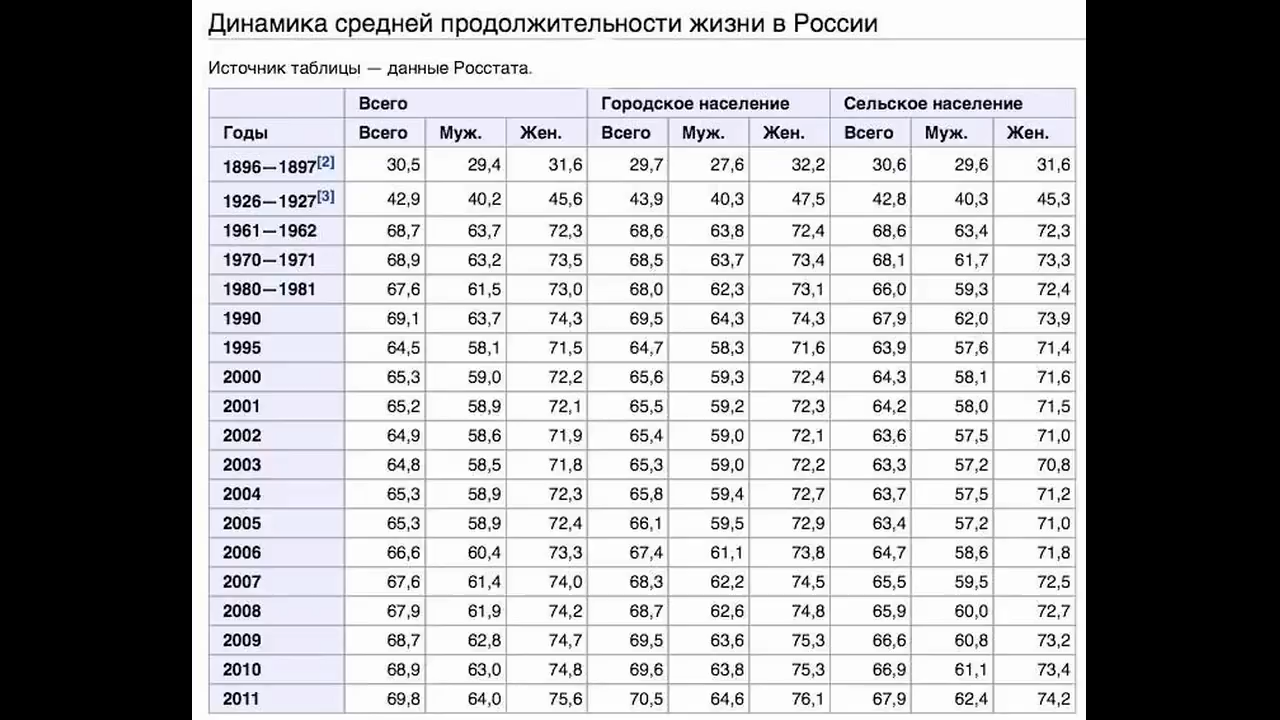 Динамика средней продолжительности жизни в России
Источник таблицы — данные Росстата.
Всего Городское население Сельское население
Годы Всего Муж. Жен. Всего Муж. Жен. Всего Муж. Жен.
1896—1897[2] 30,5 29,4 31,6 29,7 27,6 32,2 30,6 29,6 31,6
1926—1927[3] 42,9 40,2 45,6 43,9 40,3 47,5 42,8 40,3 45,3
1961—1962 68,7 63,7 72,3 68,6 63,8 72,4 68,6 63,4 72,3
1970—1971 68,9 63,2 73,5 68,5 63,7 73,4 68,1 61,7 73,3
1980—1981 67,6 61,5 73,0 68,0 62,3 73,1 66,0 59,3 72,4
1990 69,1 63,7 74,3 69,5 64,3 74,3 67,9 62,0 73,9
1995 64,5 58,1 71,5 64,7 58,3 71,6 63,9 57,6 71,4
2000 65,3 59,0 72,2 65,6 59,3 72,4 64,3 58,1 71,6
2001 65,2 58,9 72,1 65,5 59,2 72,3 64,2 58,0 71,5
2002 64,9 58,6 71,9 65,4 59,0 72,1 63,6 57,5 71,0
2003 64,8 58,5 71,8 65,3 59,0 72,2 63,3 57,2 70,8
2004 65,3 58,9 72,3 65,8 59,4 72,7 63,7 57,5 71,2
2005 65,3 58,9 72,4 66,1 59,5 72,9 63,4 57,2 71,0
2006 66,6 60,4 73,3 67,4 61,1 73,8 64,7 58,6 71,8
2007 67,6 61,4 74,0 68,3 62,2 74,5 65,5 59,5 72,5
2008 67,9 61,9 74,2 68,7 62,6 74,8 65,9 60,0 72,7
2009 68,7 62,8 74,7 69,5 63,6 75,3 66,6 60,8 73,2
2010 68,9 63,0 74,8 69,6 63,8 75,3 66,9 61,1 73,4
2011 69,8 64,0 75,6 70,5 64,6 76,1 67,9 62,4 74,2